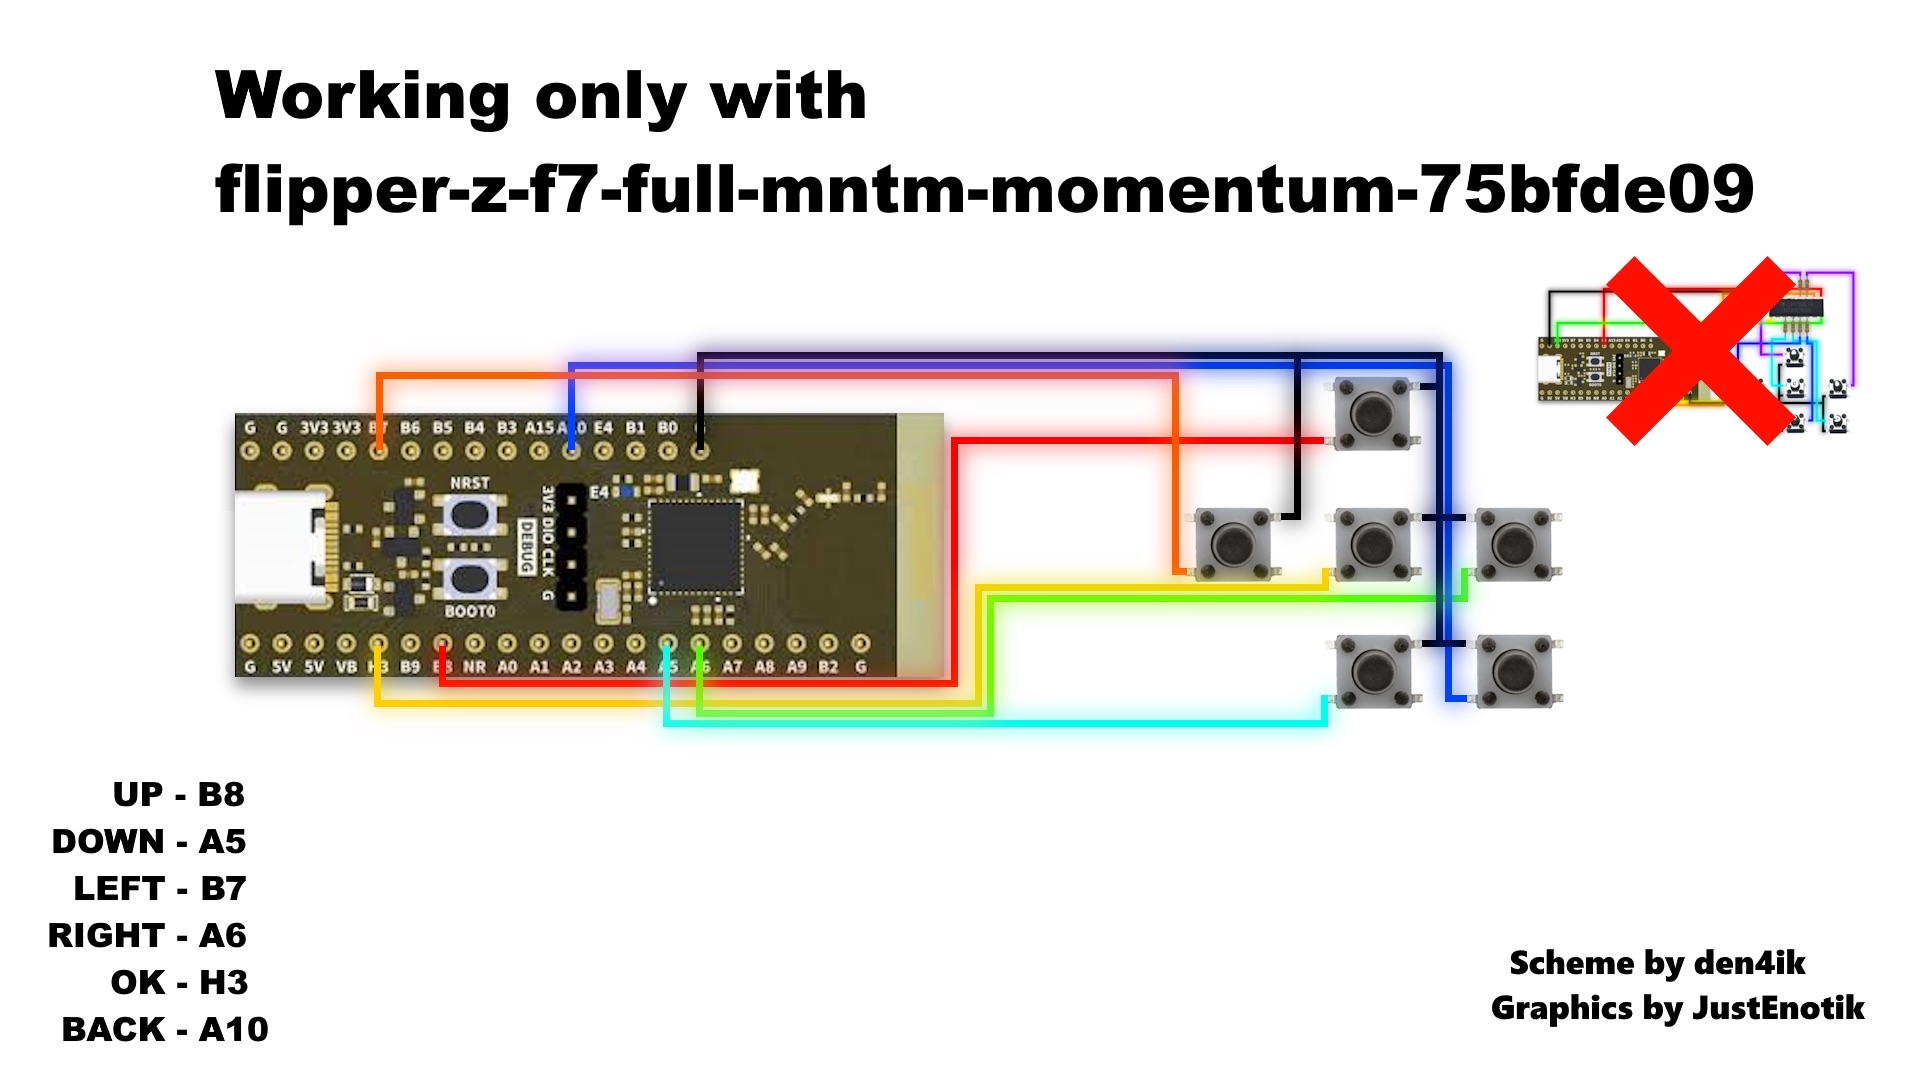 Working only with
flipper-z-f7-full-mntm-momentum-75bfde09
G G 3V3 3V3 B7 B6 B5 B4 B3 A15 A10 E4 B1 B0
NRST
E4
3V3 DIO CLK G
DEBUG
BOOT0
G 5V 5V VB H3 B9 B8 NR A0 A1 A2 A3 A4 A5 A6 A7 A8 A9 B2 G
UP - B8
DOWN - A5
LEFT - B7
RIGHT - A6
OK - H3
BACK - A10
Scheme by den4ik
Graphics by JustEnotik